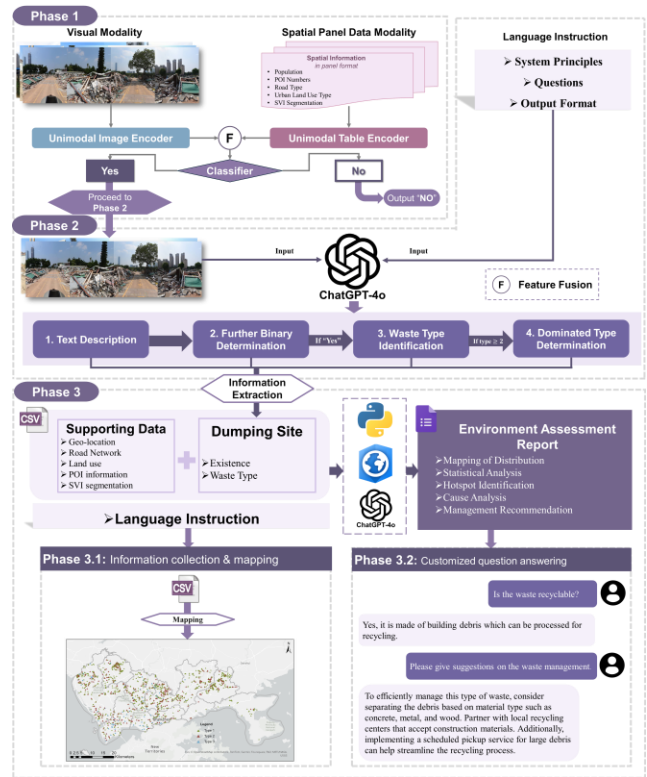 Phase 1
Visual Modality
Spatial Panel Data Modality
Spatial Information
in panel format
• Population
• POI Numbers
• Road Type
• Urban Land Use Type
• SVI Segmentation
Language Instruction
➤ System Principles
➤ Questions
➤ Output Format
Unimodal Image Encoder
F
Unimodal Table Encoder
Yes
Classifier
No
Proceed to
Phase 2
Output "NO"
Phase 2
Input
Input
ChatGPT-4o
F
Feature Fusion
1. Text Description
2. Further Binary
Determination
If "Yes"
3. Waste Type
Identification
If type ≥ 2
4. Dominated Type
Determination
Information
Extraction
Phase 3
CSV
Supporting Data
➤ Geo-location
➤ Road Network
➤ Land use
➤ POI information
➤ SVI segmentation
Dumping Site
➤ Existence
➤ Waste Type
ChatGPT-4o
Environment Assessment
Report
➤ Mapping of Distribution
➤ Statistical Analysis
➤ Hotspot Identification
➤ Cause Analysis
➤ Management Recommendation
➤ Language Instruction
Phase 3.1: Information collection & mapping
CSV
Mapping
Legend
Phase 3.2: Customized question answering
Is the waste recyclable?
Yes, it is made of building debris which can be processed for
recycling.
Please give suggestions on the waste management.
To efficiently manage this type of waste, consider
separating the debris based on material type such as
concrete, metal, and wood. Partner with local recycling
centers that accept construction materials. Additionally,
implementing a scheduled pickup service for large debris
can help streamline the recycling process.